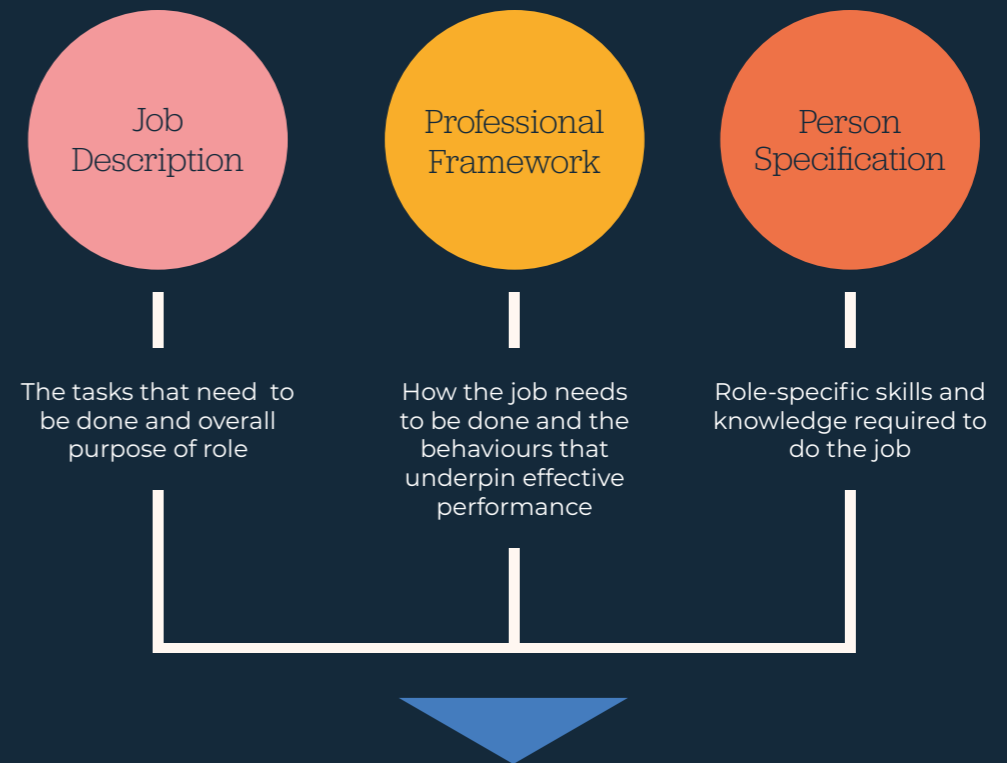 Job
Description
The tasks that need to
be done and overall
purpose of role
Professional
Framework
How the job needs
to be done and the
behaviours that
underpin effective
performance
Person
Specification
Role-specific skills and
knowledge required to
do the job